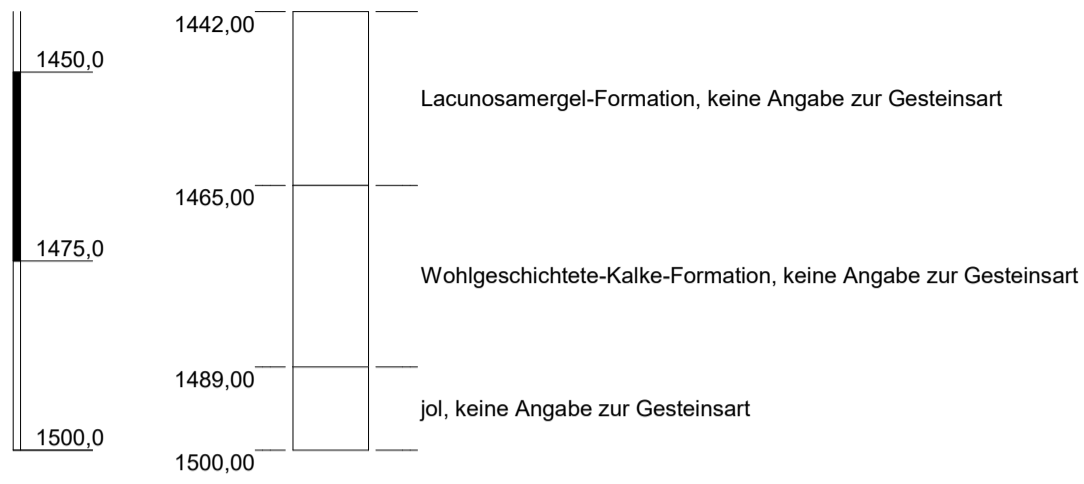 1442,00
1450,0
Lacunosamergel-Formation, keine Angabe zur Gesteinsart
1465,00
1475,0
Wohlgeschichtete-Kalke-Formation, keine Angabe zur Gesteinsart
1489,00
jol, keine Angabe zur Gesteinsart
1500,0
1500,00